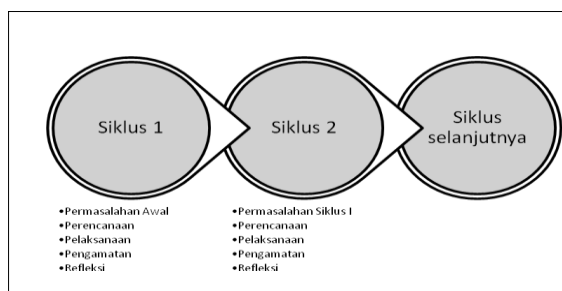 Siklus 1
•Permasalahan Awal
•Perencanaan
•Pelaksanaan
•Pengamatan
•Refleksi
Siklus 2
•Permasalahan Siklus I
•Perencanaan
•Pelaksanaan
•Pengamatan
•Refleksi
Siklus
selanjutnya